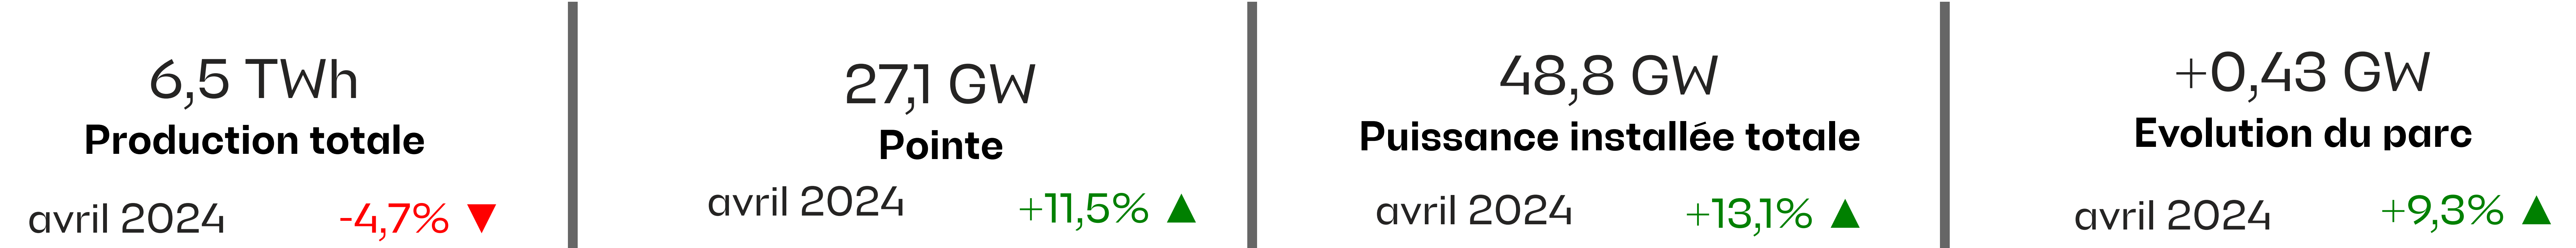 6,5 TWh
Production totale
avril 2024 -4,7% ▼
27,1 GW
Pointe
avril 2024 +11,5% ▲
48,8 GW
Puissance installée totale
avril 2024 +13,1% ▲
+0,43 GW
Evolution du parc
avril 2024 +9,3% ▲